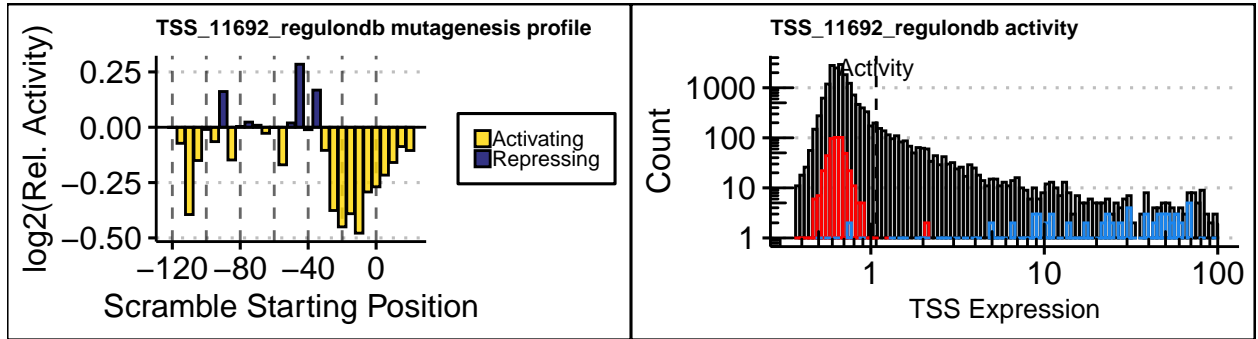 TSS_11692_regulondb mutagenesis profile
log2(Rel. Activity)
0.25
0.00
−0.25
−0.50
−120 −80 −40 0
Scramble Starting Position
Activating
Repressing
TSS_11692_regulondb activity
Activity
Count
1000
100
10
1
1 10 100
TSS Expression